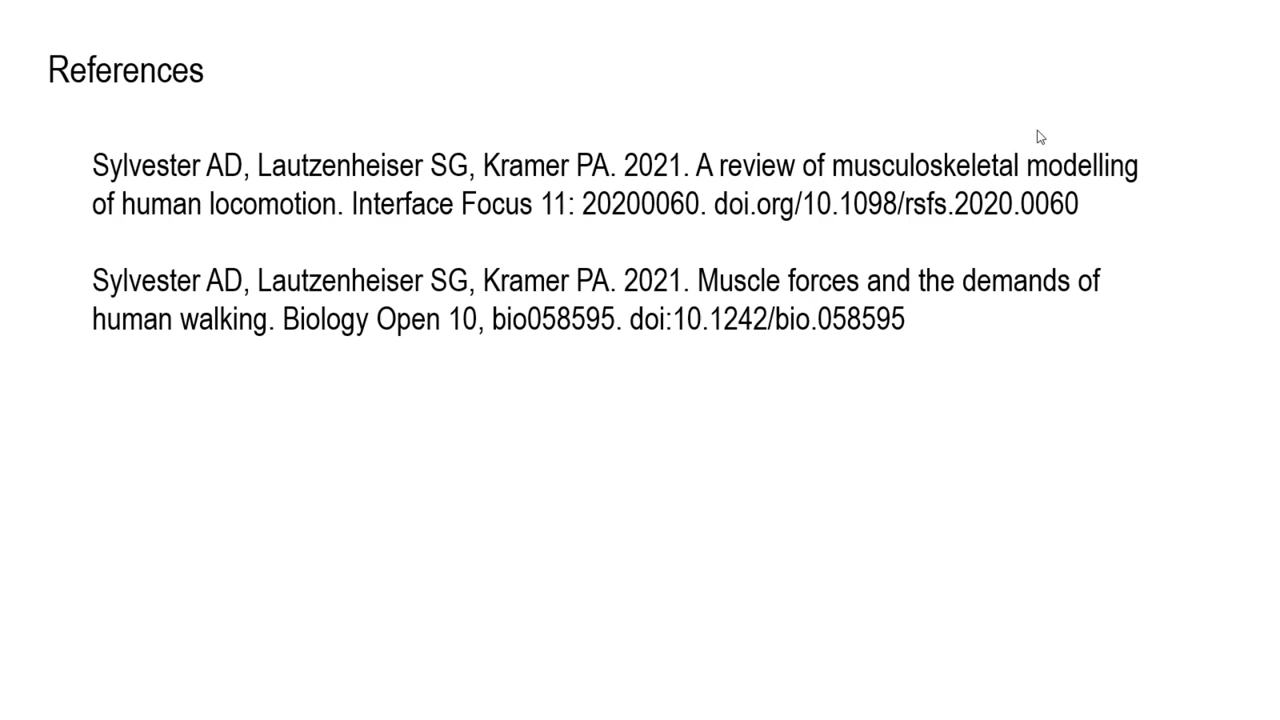 References
Sylvester AD, Lautzenheiser SG, Kramer PA. 2021. A review of musculoskeletal modelling
of human locomotion. Interface Focus 11: 20200060. doi.org/10.1098/rsfs.2020.0060
Sylvester AD, Lautzenheiser SG, Kramer PA. 2021. Muscle forces and the demands of
human walking. Biology Open 10, bio058595. doi:10.1242/bio.058595